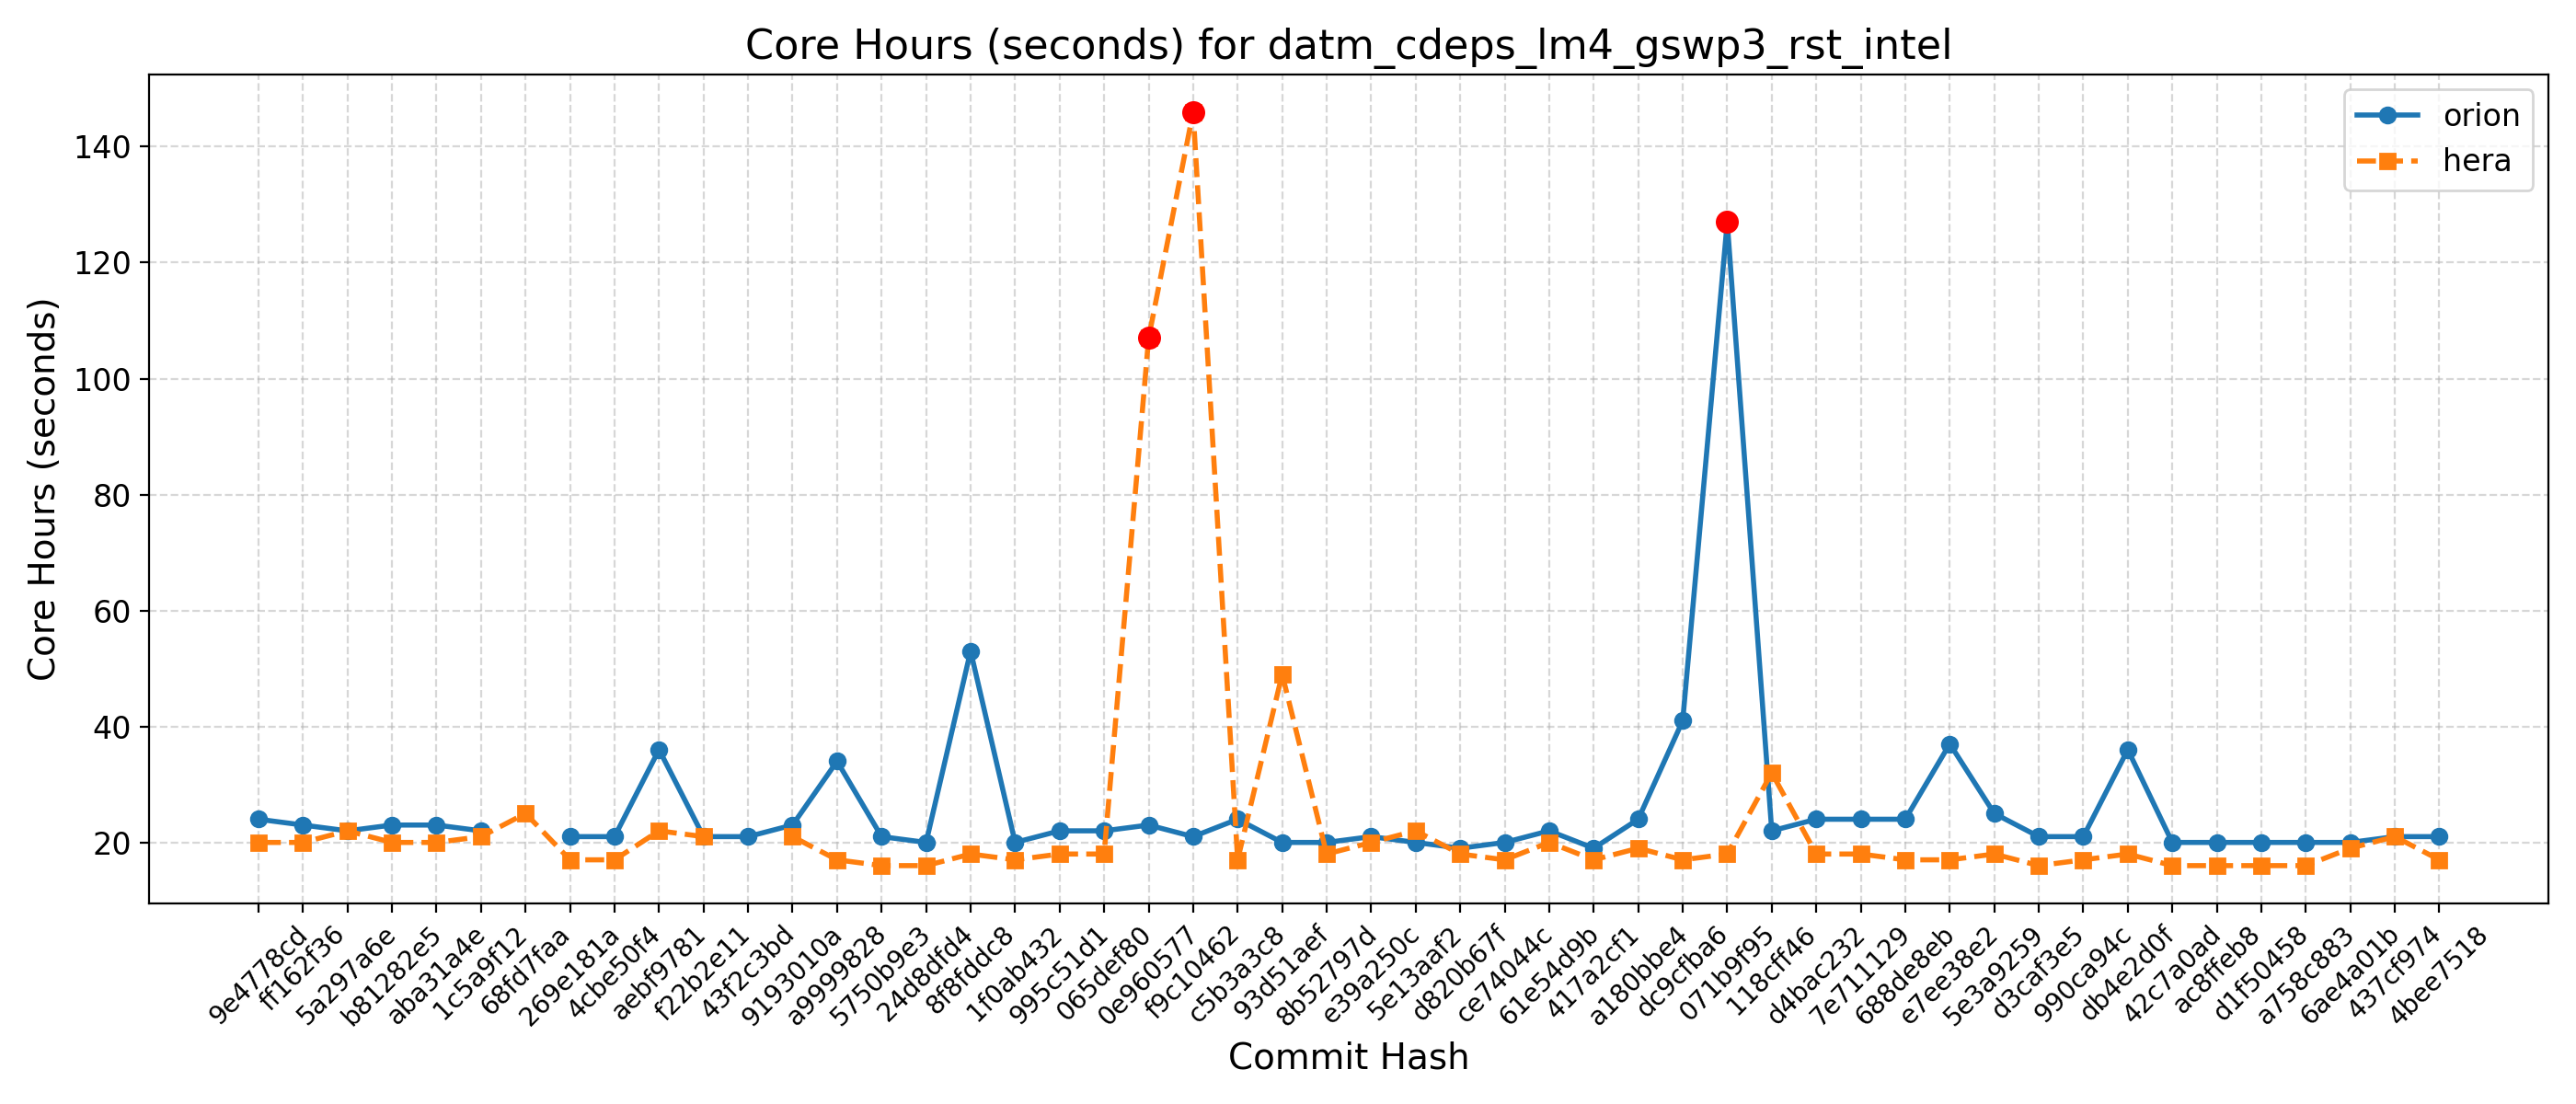 Core Hours (seconds) for datm_cdeps_lm4_gswp3_rst_intel
orion
hera
Core Hours (seconds)
140
120
100
80
60
40
20
9e4778cd
ff162f36
5a297a6e
b81282e5
aba31a4e
1c5a9f12
68fd7faa
269e181a
4cbe50f4
aebf9781
f22b2e11
43f2c3bd
9193010a
a9999828
5750b9e3
24d8dfd4
8f8fddc8
1f0ab432
995c51d1
065def80
0e960577
f9c10462
c5b3a3c8
93d51aef
8b52797d
e39a250c
5e13aaf2
d820b67f
ce74044c
61e54d9b
417a2cf1
a180bbe4
dc9cfba6
071b9f95
118cff46
d4bac232
7e711129
688de8eb
e7ee38e2
5e3a9259
d3caf3e5
990ca94c
db4e2d0f
42c7a0ad
ac8ffeb8
d1f50458
a758c883
6ae4a01b
437cf974
4bee7518
Commit Hash